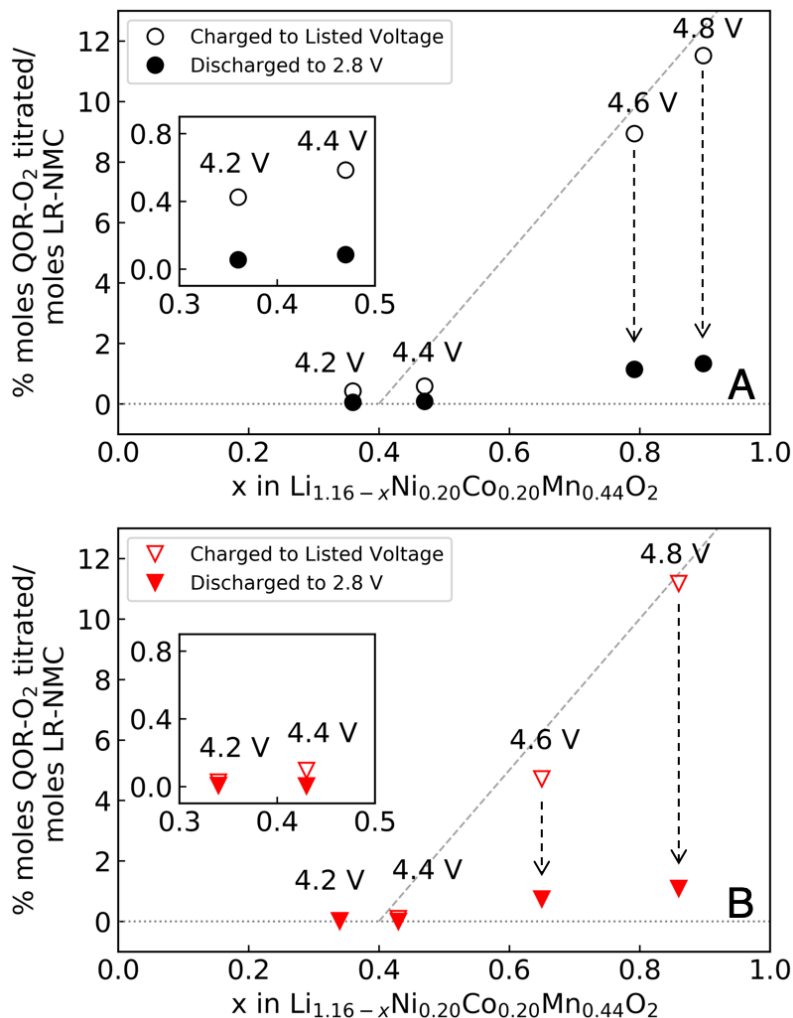 % moles QOR-O₂ titrated/
moles LR-NMC
12
10
8
6
4
2
0
Charged to Listed Voltage
Discharged to 2.8 V
0.8
0.4
0.0
4.2 V
4.4 V
0.3
0.4
0.5
4.2 V
4.4 V
4.6 V
4.8 V
A
0.0
0.2
0.4
0.6
0.8
1.0
x in Li₁.₁₆₋ₓNi₀.₂₀Co₀.₂₀Mn₀.₄₄O₂
% moles QOR-O₂ titrated/
moles LR-NMC
12
10
8
6
4
2
0
Charged to Listed Voltage
Discharged to 2.8 V
0.8
0.4
0.0
4.2 V
4.4 V
0.3
0.4
0.5
4.2 V
4.4 V
4.6 V
4.8 V
B
0.0
0.2
0.4
0.6
0.8
1.0
x in Li₁.₁₆₋ₓNi₀.₂₀Co₀.₂₀Mn₀.₄₄O₂